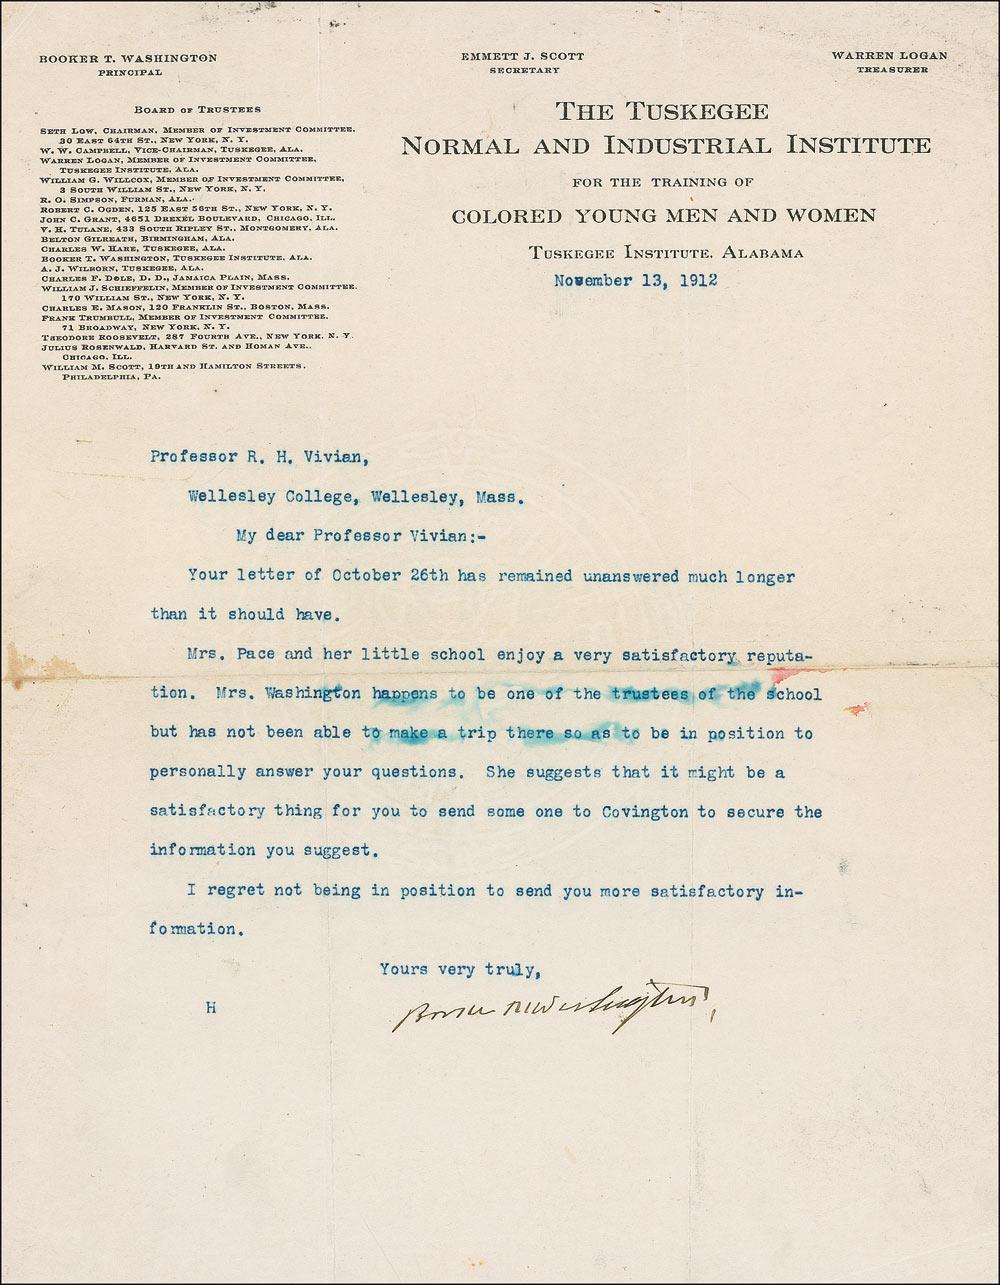 BOOKER T. WASHINGTON
PRINCIPAL
EMMETT J. SCOTT
SECRETARY
WARREN LOGAN
TREASURER
BOARD OF TRUSTEES
SETH LOW, CHAIRMAN, MEMBER OF INVESTMENT COMMITTEE.
30 EAST 64TH ST., NEW YORK, N. Y.
W. W. CAMPBELL, VICE-CHAIRMAN, TUSKEGEE, ALA.
WARREN LOGAN, MEMBER OF INVESTMENT COMMITTEE,
TUSKEGEE INSTITUTE, ALA.
WILLIAM G. WILLCOX, MEMBER OF INVESTMENT COMMITTEE,
3 SOUTH WILLIAM ST., NEW YORK, N. Y.
R. O. SIMPSON, FURMAN, ALA.
ROBERT C. OGDEN, 125 EAST 56TH ST., NEW YORK, N. Y.
JOHN C. GRANT, 4651 DREXEL BOULEVARD, CHICAGO, ILL.
V. H. TULANE, 433 SOUTH RIPLEY ST., MONTGOMERY, ALA.
BELTON GILREATH, BIRMINGHAM, ALA.
CHARLES W. HARE, TUSKEGEE, ALA.
BOOKER T. WASHINGTON, TUSKEGEE INSTITUTE, ALA.
A. J. WILBORN, TUSKEGEE, ALA.
CHARLES F. DOLE, D. D., JAMAICA PLAIN, MASS.
WILLIAM J. SCHIEFFELIN, MEMBER OF INVESTMENT COMMITTEE.
170 WILLIAM ST., NEW YORK, N. Y.
CHARLES E. MASON, 120 FRANKLIN ST., BOSTON, MASS.
FRANK TRUMBULL, MEMBER OF INVESTMENT COMMITTEE.
71 BROADWAY, NEW YORK, N. Y.
THEODORE ROOSEVELT, 287 FOURTH AVE., NEW YORK, N. Y.
JULIUS ROSENWALD, HARVARD ST. AND HOMAN AVE..
CHICAGO, ILL.
WILLIAM M. SCOTT, 19TH AND HAMILTON STREETS.
PHILADELPHIA, PA.
THE TUSKEGEE
NORMAL AND INDUSTRIAL INSTITUTE
FOR THE TRAINING OF
COLORED YOUNG MEN AND WOMEN
TUSKEGEE INSTITUTE, ALABAMA
November 13, 1912
Professor R. H. Vivian,
Wellesley College, Wellesley, Mass.
My dear Professor Vivian:-
Your letter of October 26th has remained unanswered much longer
than it should have.
Mrs. Pace and her little school enjoy a very satisfactory reputa-
tion. Mrs. Washington happens to be one of the trustees of the school
but has not been able to make a trip there so as to be in position to
personally answer your questions. She suggests that it might be a
satisfactory thing for you to send some one to Covington to secure the
information you suggest.
I regret not being in position to send you more satisfactory in-
formation.
Yours very truly,
H
Booker T. Washington,